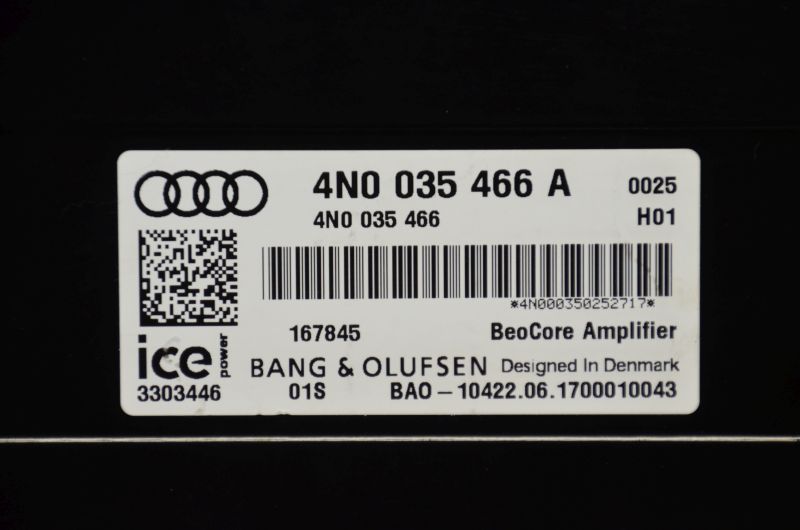 4N0 035 466 A 0025
4N0 035 466 H01
*4N000350252717*
167845 BeoCore Amplifier
ice power
BANG & OLUFSEN Designed In Denmark
3303446 01S BAO - 10422.06.1700010043